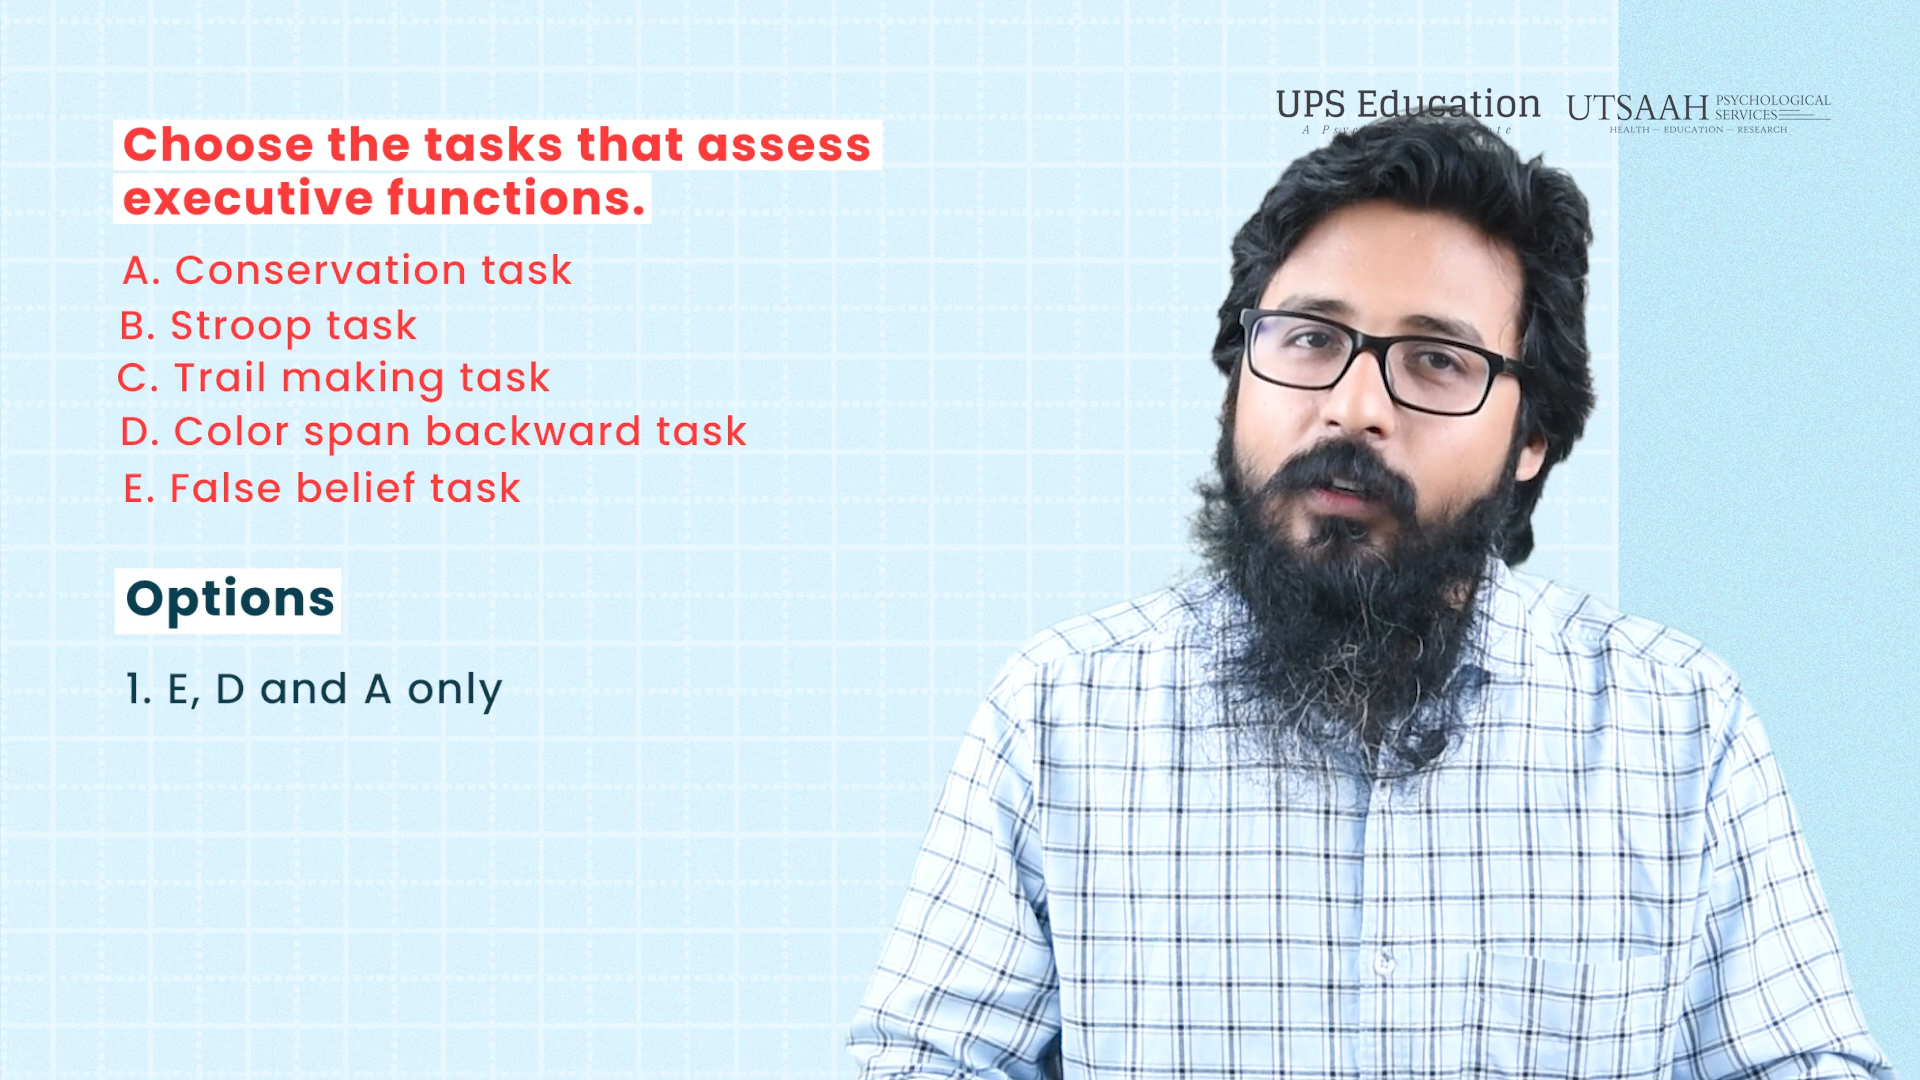 UPS Education
UTSAAH PSYCHOLOGICAL SERVICES
HEALTH — EDUCATION — RESEARCH
Choose the tasks that assess
executive functions.
A. Conservation task
B. Stroop task
C. Trail making task
D. Color span backward task
E. False belief task
Options
1. E, D and A only